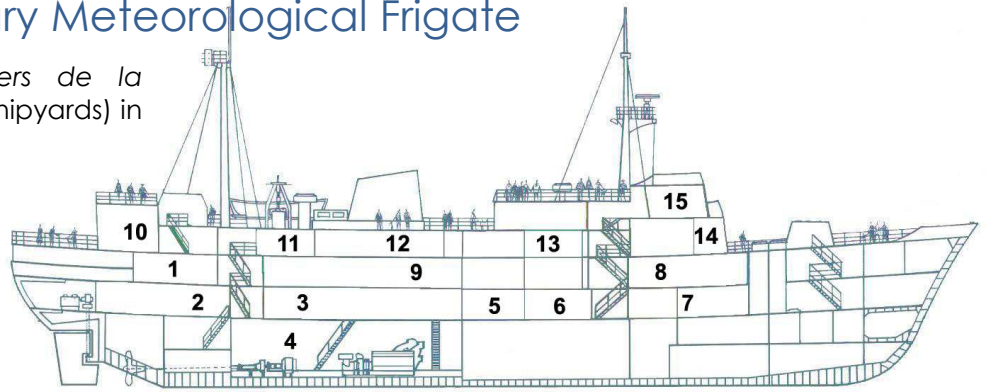 ry Meteorological Frigate
ers de la
hipyards) in
15
10 11 12 13 14
1 9 8
2 3 5 6 7
4